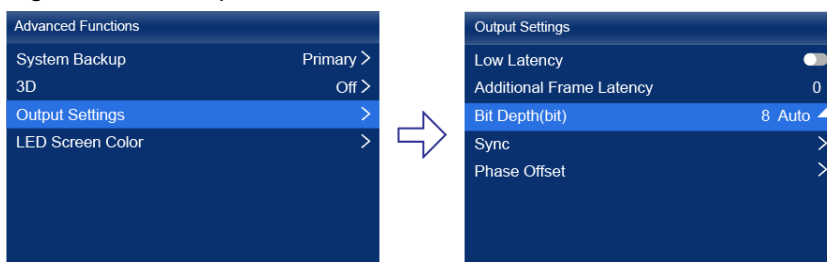 Advanced Functions
System Backup Primary >
3D Off >
Output Settings >
LED Screen Color >
Output Settings
Low Latency
Additional Frame Latency 0
Bit Depth(bit) 8 Auto
Sync >
Phase Offset >